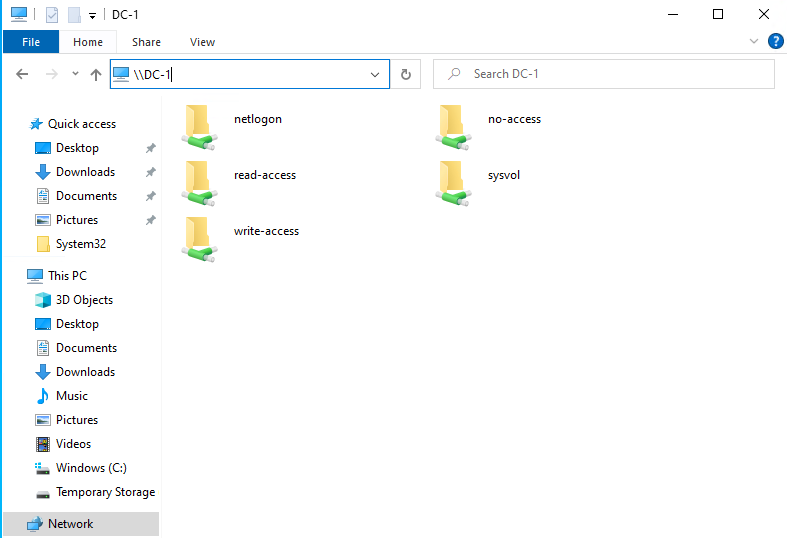 DC-1
File Home Share View
\\DC-1
Search DC-1
Quick access
Desktop
Downloads
Documents
Pictures
System32
This PC
3D Objects
Desktop
Documents
Downloads
Music
Pictures
Videos
Windows (C:)
Temporary Storage
Network
netlogon no-access
read-access sysvol
write-access